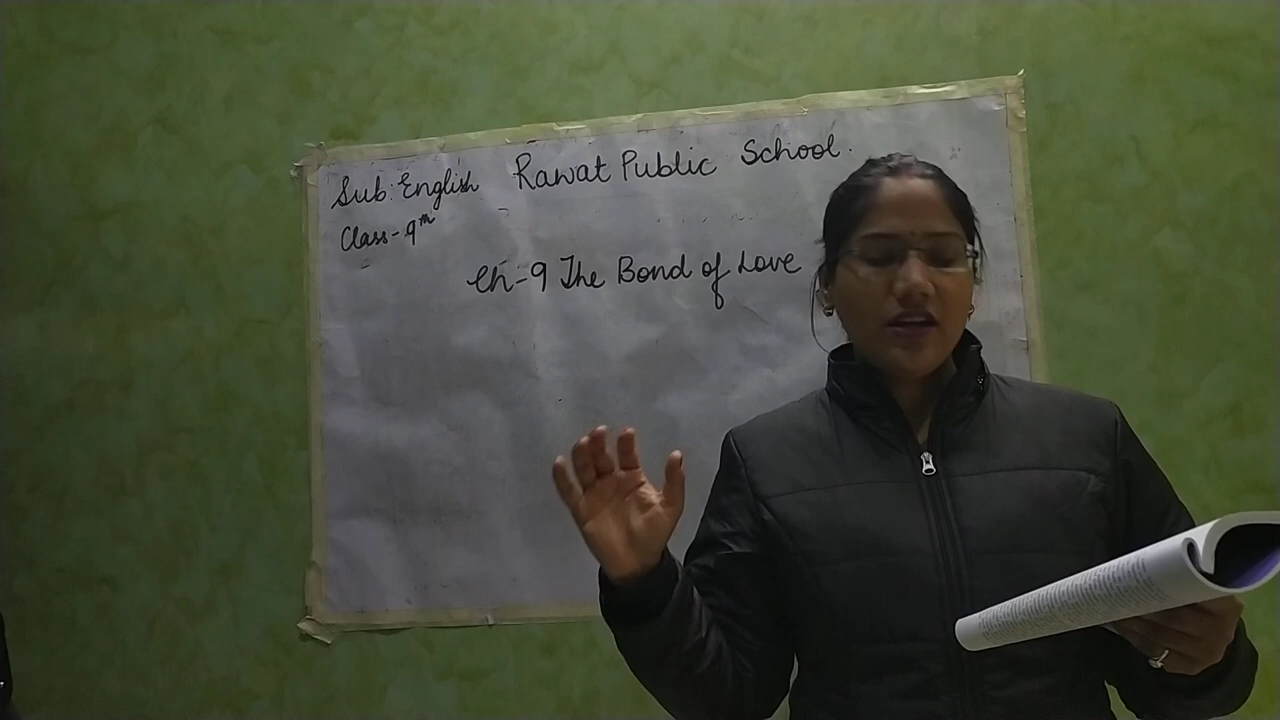 Rawat Public School.
Sub: English
Class-9th
Ch-9 The Bond of Love